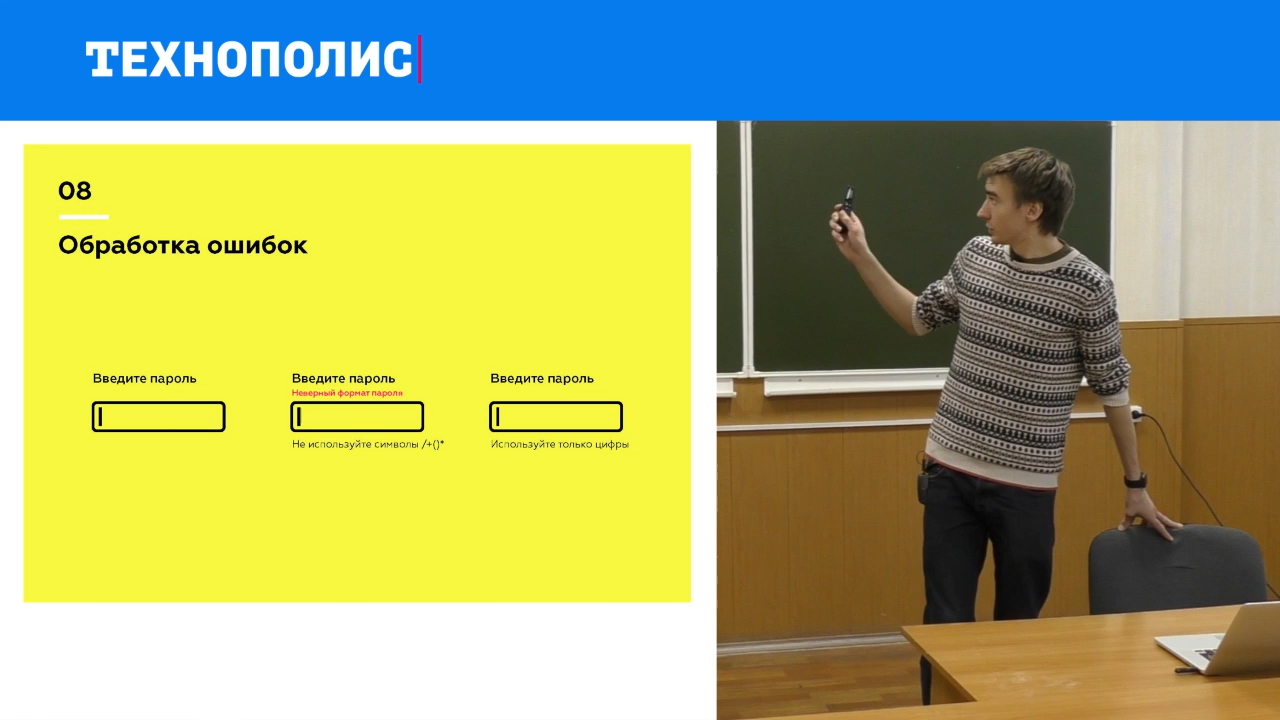 ТЕХНОПОЛИС
08
Обработка ошибок
Введите пароль
Введите пароль
Неверный формат пароля
Не используйте символы /+()*
Введите пароль
Используйте только цифры